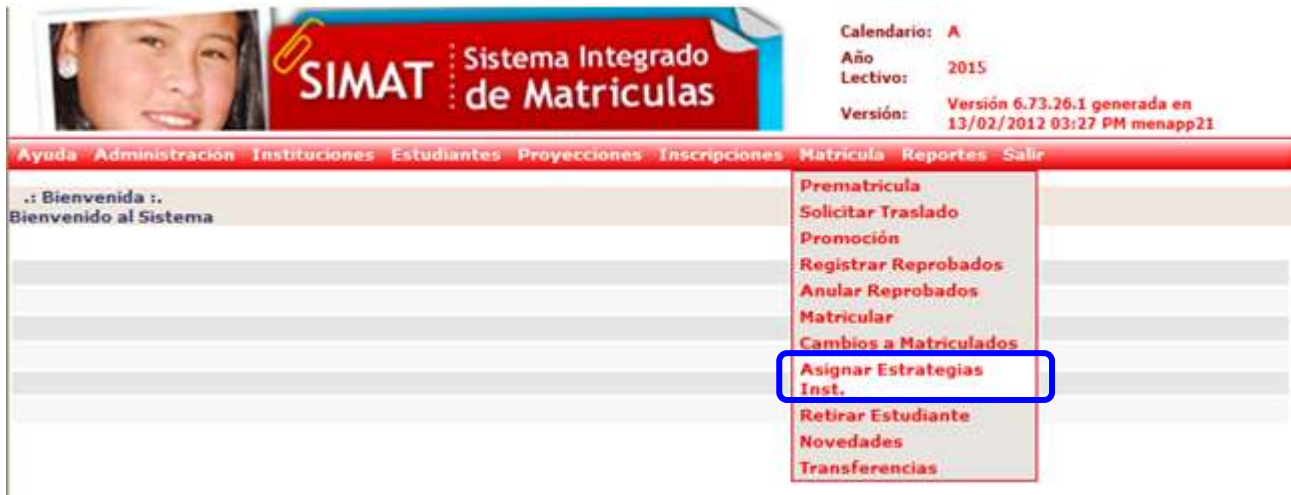 SIMAT
Sistema Integrado
de Matriculas
Calendario: A
Año
Lectivo: 2015
Versión: Versión 6.73.26.1 generada en
13/02/2012 03:27 PM menapp21
Ayuda Administración Instituciones Estudiantes Proyecciones Inscripciones Matrícula Reportes Salir
.: Bienvenida :.
Bienvenido al Sistema
Prematricula
Solicitar Traslado
Promoción
Registrar Reprobados
Anular Reprobados
Matricular
Cambios a Matriculados
Asignar Estrategias
Inst.
Retirar Estudiante
Novedades
Transferencias